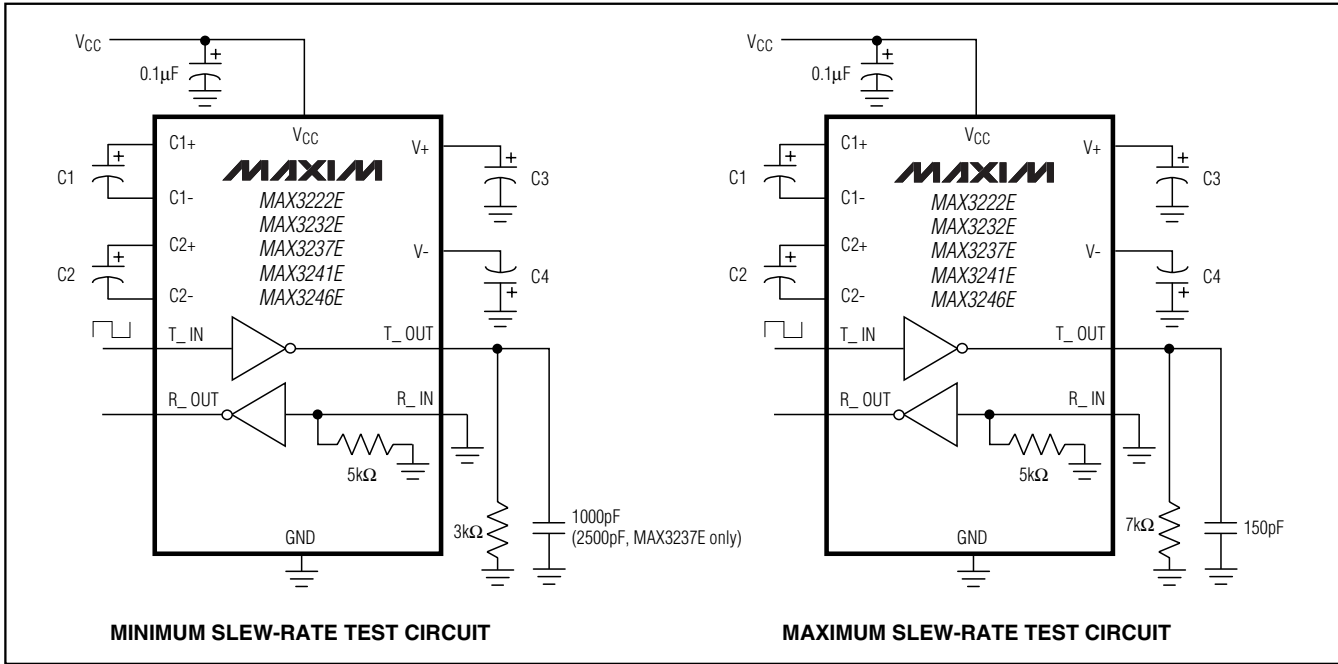 VCC
0.1µF
VCC
C1+
C1
C1-
C2+
C2
C2-
V+
C3
V-
C4
MAXIM
MAX3222E
MAX3232E
MAX3237E
MAX3241E
MAX3246E
T_ IN
T_ OUT
R_ OUT
R_ IN
5kΩ
3kΩ
1000pF
(2500pF, MAX3237E only)
GND
MINIMUM SLEW-RATE TEST CIRCUIT
VCC
0.1µF
VCC
C1+
C1
C1-
C2+
C2
C2-
V+
C3
V-
C4
MAXIM
MAX3222E
MAX3232E
MAX3237E
MAX3241E
MAX3246E
T_ IN
T_ OUT
R_ OUT
R_ IN
5kΩ
7kΩ
150pF
GND
MAXIMUM SLEW-RATE TEST CIRCUIT